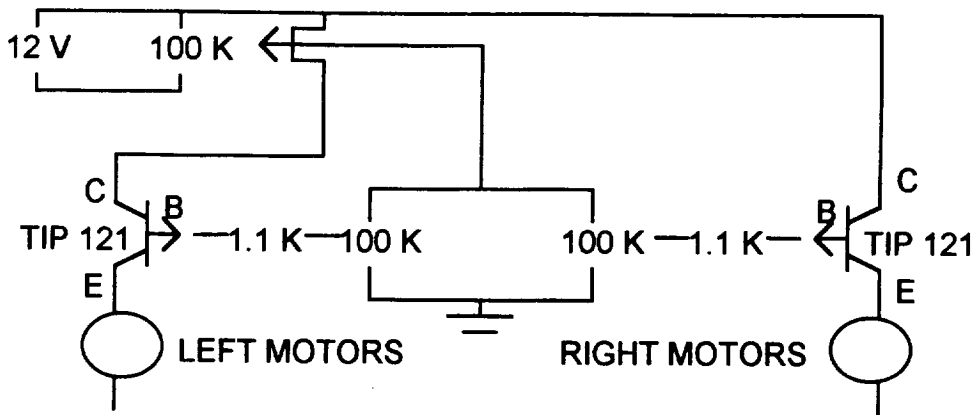 12 V 100 K
C B C B
TIP 121 1.1 K 100 K 100 K 1.1 K TIP 121
E E
LEFT MOTORS RIGHT MOTORS